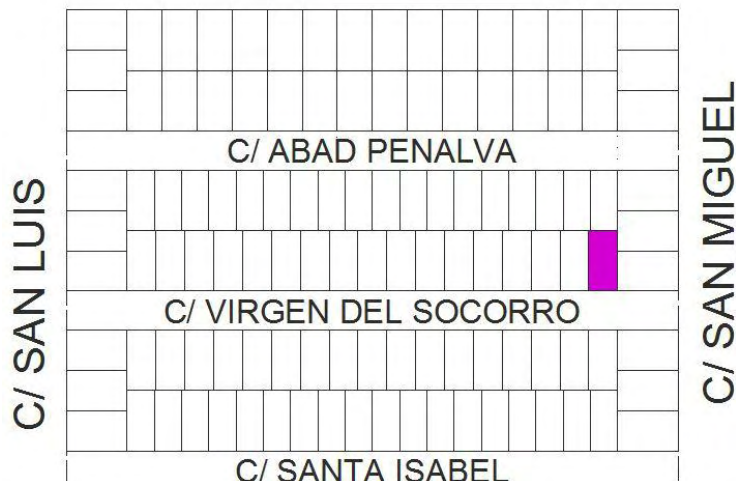 C/ ABAD PENALVA
C/ SAN LUIS
C/ SAN MIGUEL
C/ VIRGEN DEL SOCORRO
C/ SANTA ISABEL